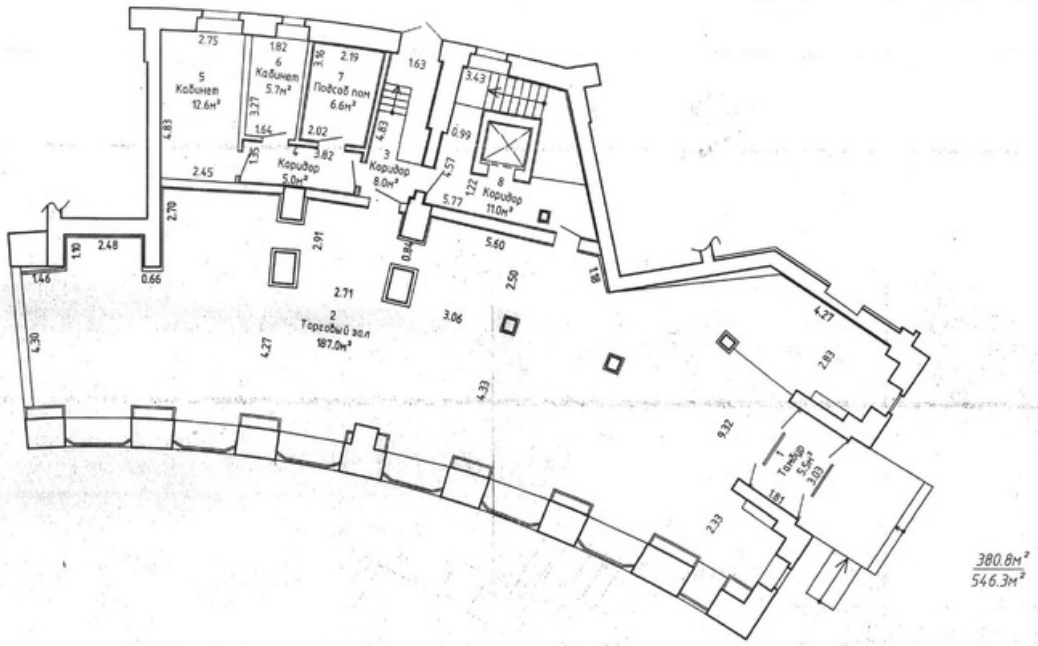 2.75
1.82
3.16
2.19
1.63
3.43
5
Кабинет
12.6м²
6
Кабинет
5.7м²
7
Подсоб пом
6.6м²
4.83
3.27
1.64
2.02
4.83
0.99
4.57
1.35
4
Коридор
3.82
5.0м²
3
Коридор
8.0м²
1.22
8
Коридор
11.0м²
2.45
5.77
2.70
5.60
1.18
2.91
0.84
2.50
1.10
2.48
1.46
0.66
2.71
3.06
2
Торговый зал
187.0м²
4.30
4.27
4.33
4.27
2.83
9.32
1
Тамбур
5.5м²
3.03
1.81
2.33
380.8м²
546.3м²